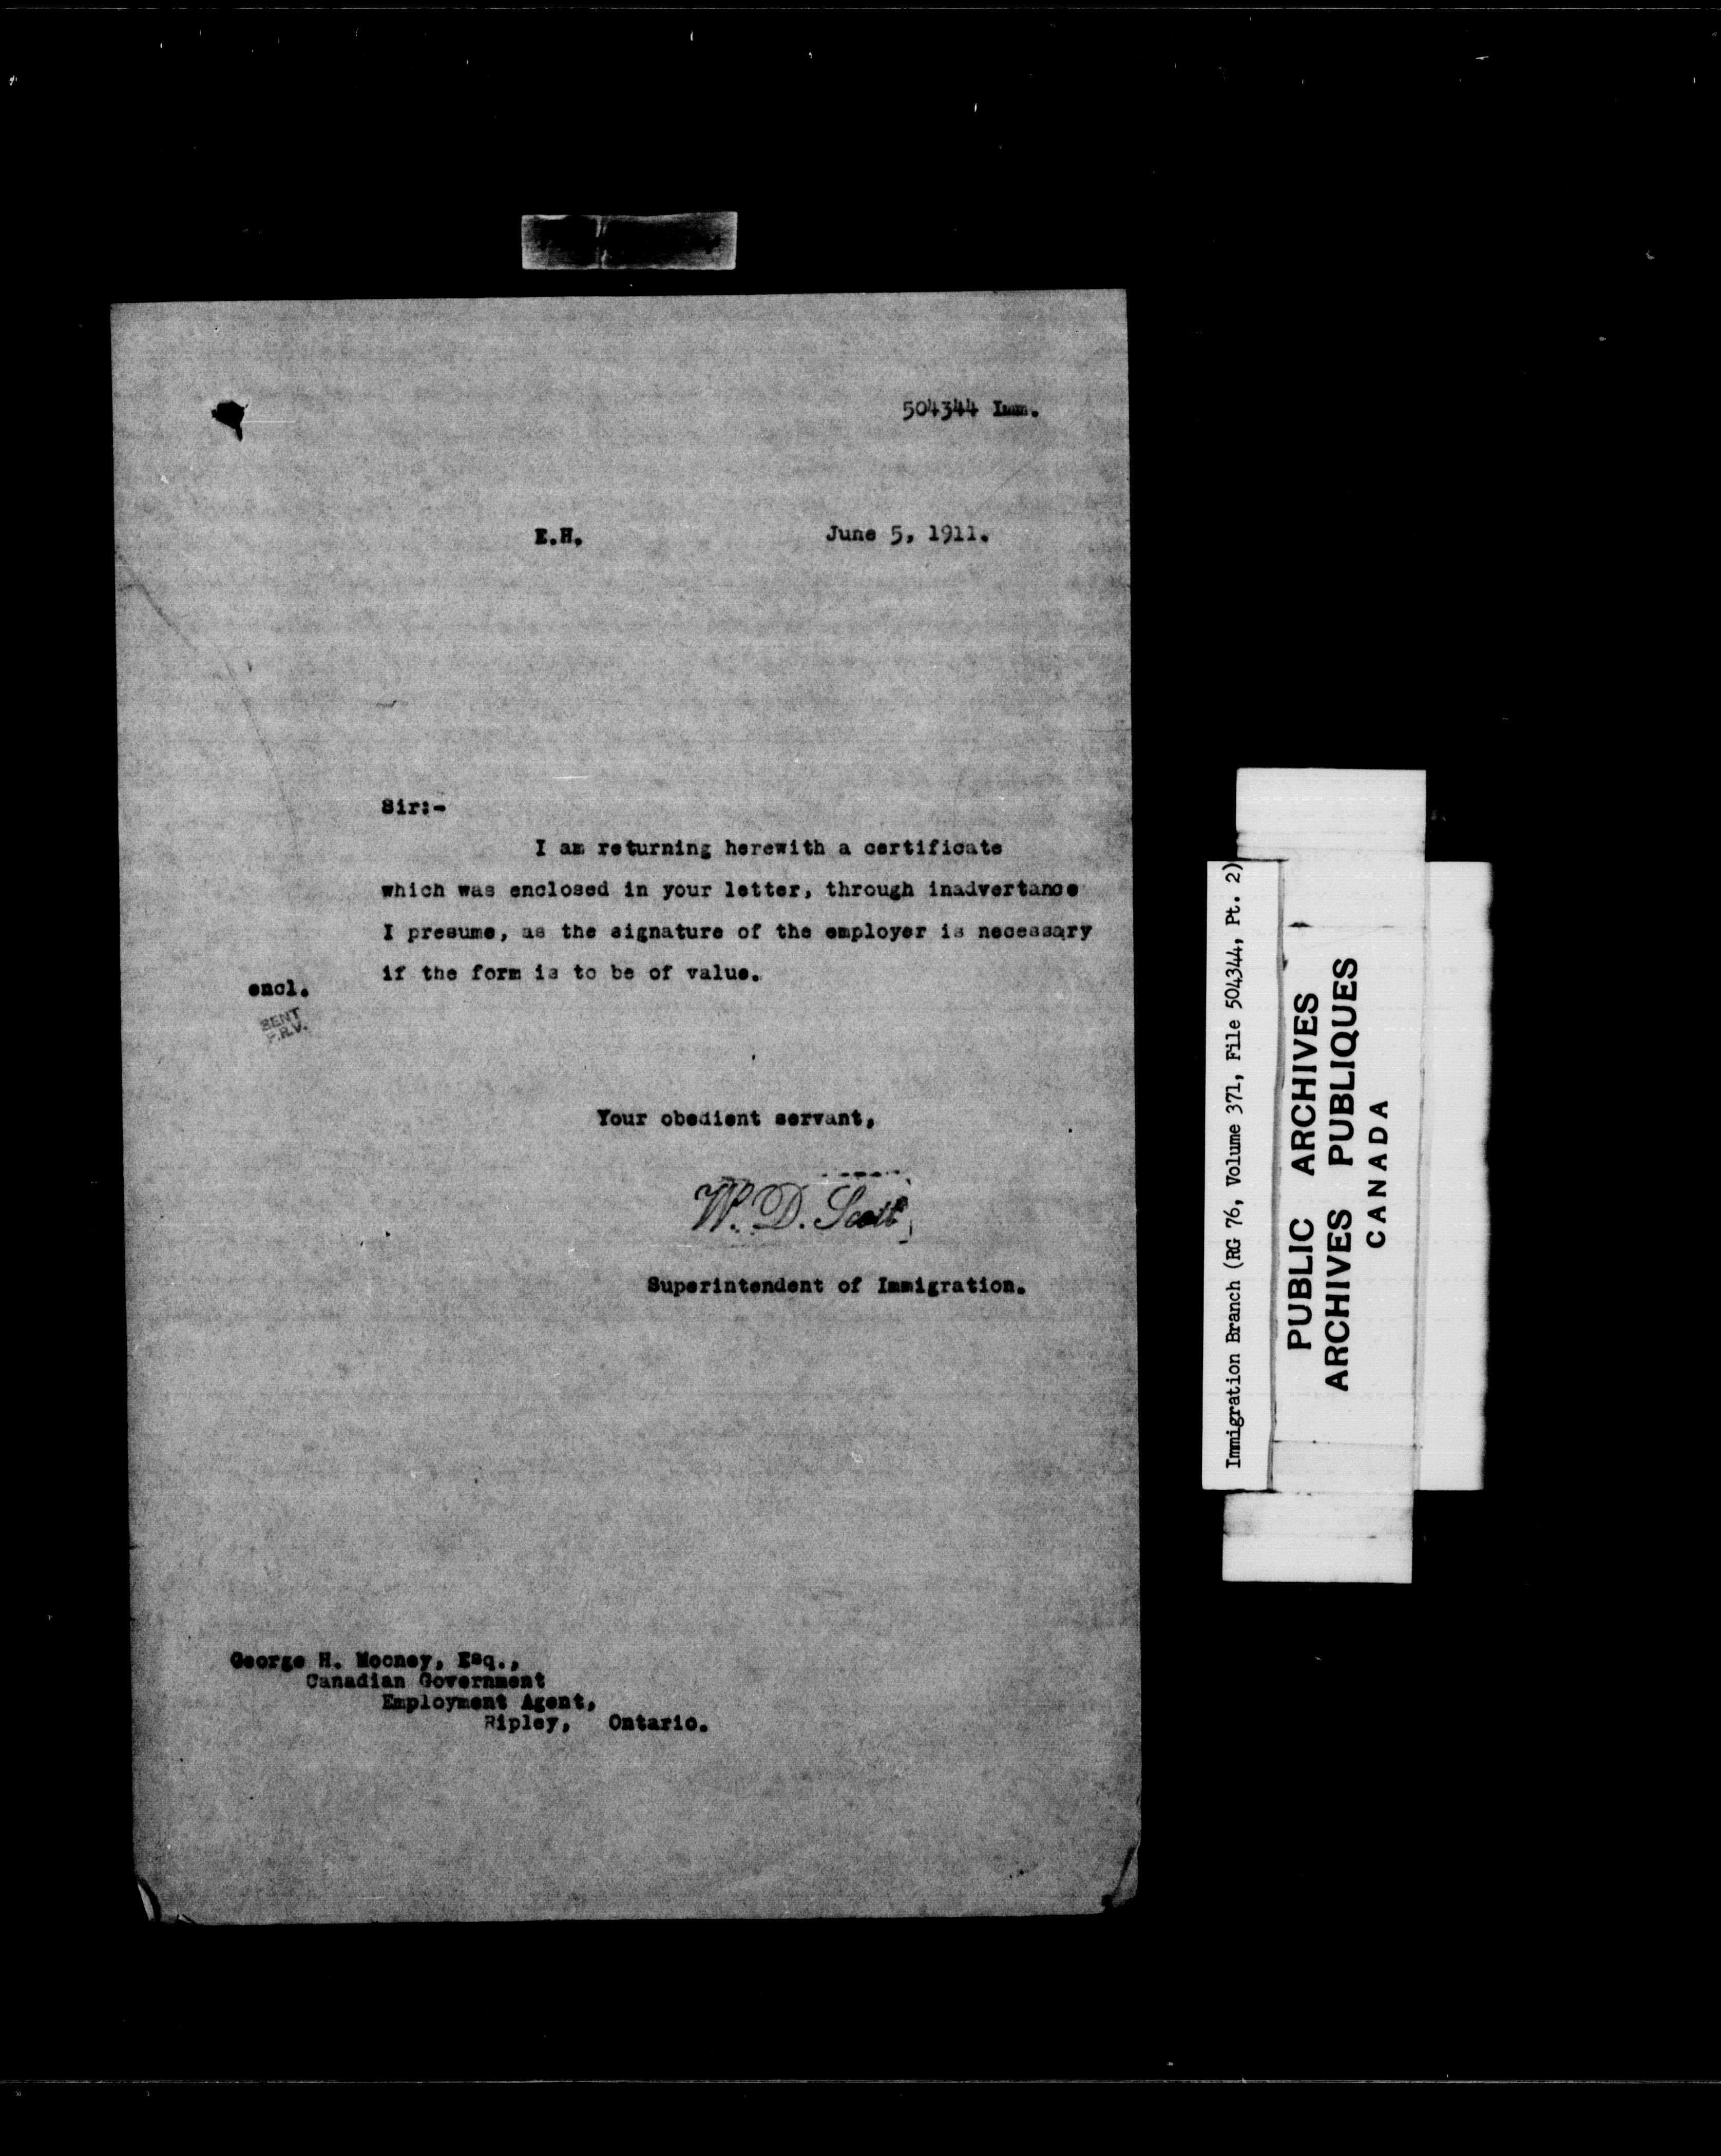 504344 Imm.
E.H. June 5, 1911.
Sir:-
I am returning herewith a certificate
which was enclosed in your letter, through inadvertance
I presume, as the signature of the employer is necessary
if the form is to be of value.
encl.
SENT
P.R.V.
Your obedient servant,
W. D. Scott
Superintendent of Immigration.
George H. Mooney, Esq.,
Canadian Government
Employment Agent,
Ripley, Ontario.
Immigration Branch (RG 76, Volume 371, File 504344, Pt. 2)
PUBLIC ARCHIVES
ARCHIVES PUBLIQUES
CANADA